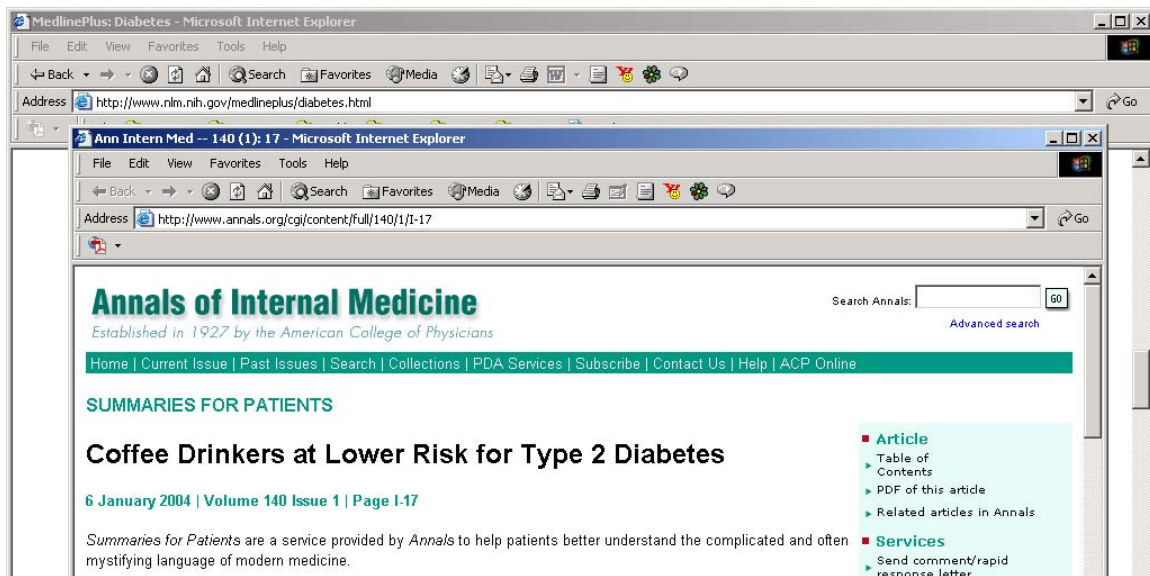 MedlinePlus: Diabetes - Microsoft Internet Explorer
File Edit View Favorites Tools Help
Back Search Favorites Media
Address http://www.nlm.nih.gov/medlineplus/diabetes.html Go
Ann Intern Med -- 140 (1): 17 - Microsoft Internet Explorer
File Edit View Favorites Tools Help
Back Search Favorites Media
Address http://www.annals.org/cgi/content/full/140/1/I-17 Go
Annals of Internal Medicine
Established in 1927 by the American College of Physicians
Search Annals: GO
Advanced search
Home | Current Issue | Past Issues | Search | Collections | PDA Services | Subscribe | Contact Us | Help | ACP Online
SUMMARIES FOR PATIENTS
Coffee Drinkers at Lower Risk for Type 2 Diabetes
6 January 2004 | Volume 140 Issue 1 | Page I-17
Summaries for Patients are a service provided by Annals to help patients better understand the complicated and often
mystifying language of modern medicine.
Article
Table of
Contents
PDF of this article
Related articles in Annals
Services
Send comment/rapid
response letter